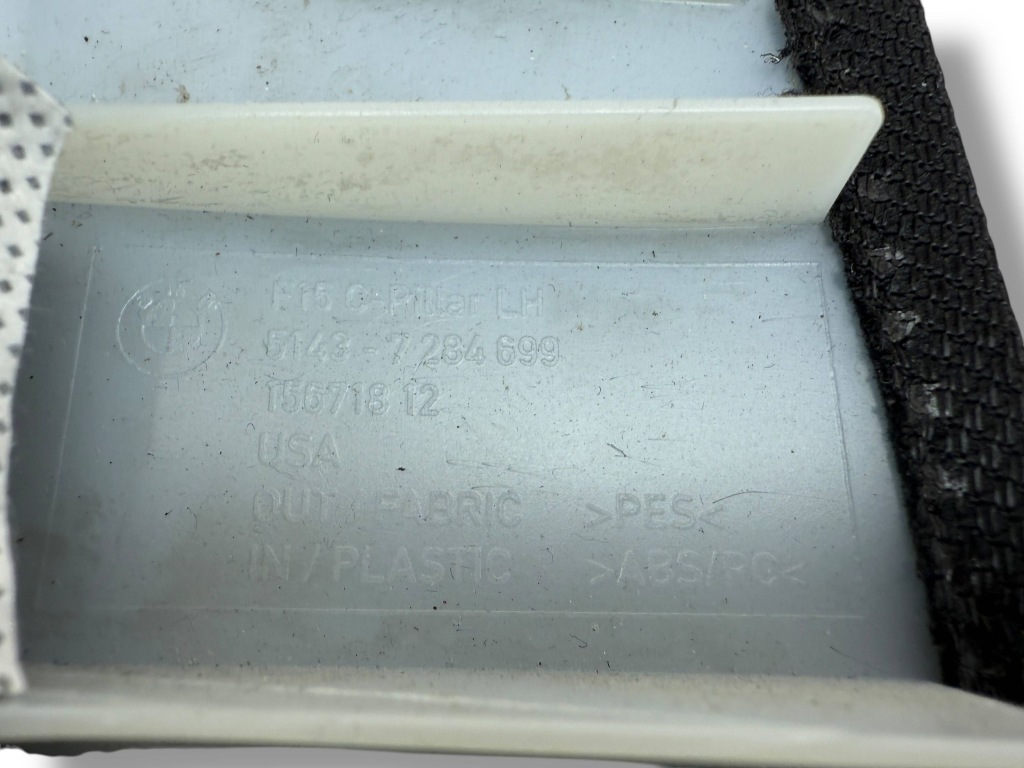 F15 C-Pillar LH
5143 - 7 284 699
156718 12
USA
OUT / FABRIC >PES<
IN / PLASTIC >ABS/PC<